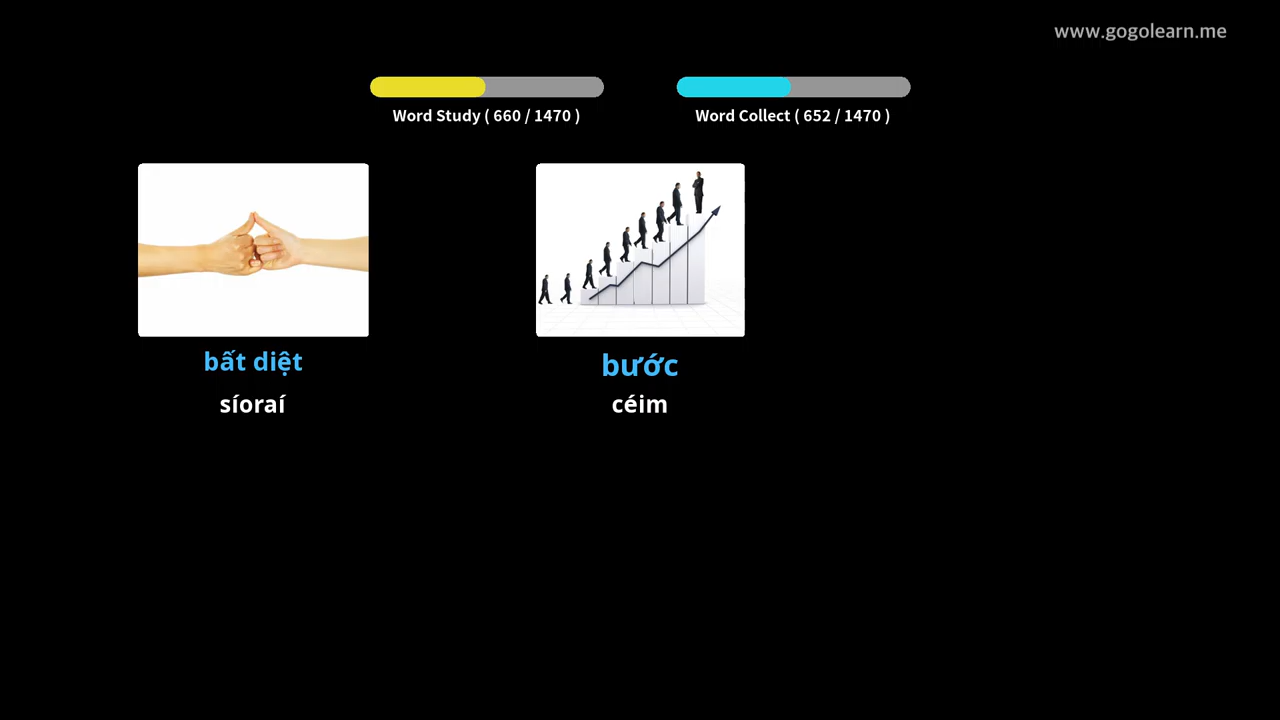 www.gogolearn.me
Word Study ( 660 / 1470 )
Word Collect ( 652 / 1470 )
bất diệt
síoraí
bước
céim